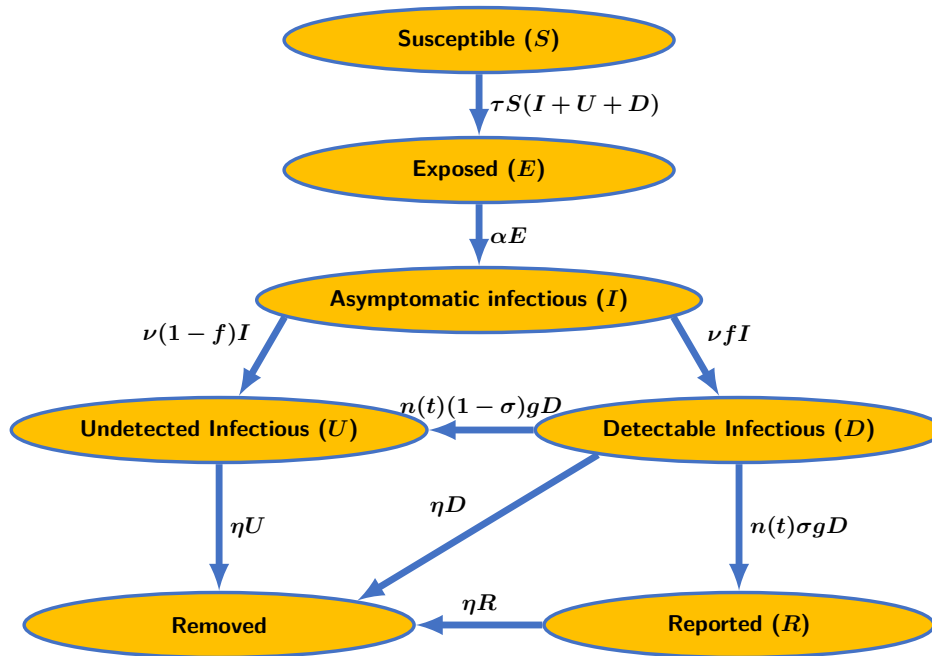 Susceptible (S)
τS(I + U + D)
Exposed (E)
αE
Asymptomatic infectious (I)
ν(1 − f)I
νfI
n(t)(1 − σ)gD
Undetected Infectious (U)
Detectable Infectious (D)
ηU
ηD
n(t)σgD
Removed
ηR
Reported (R)